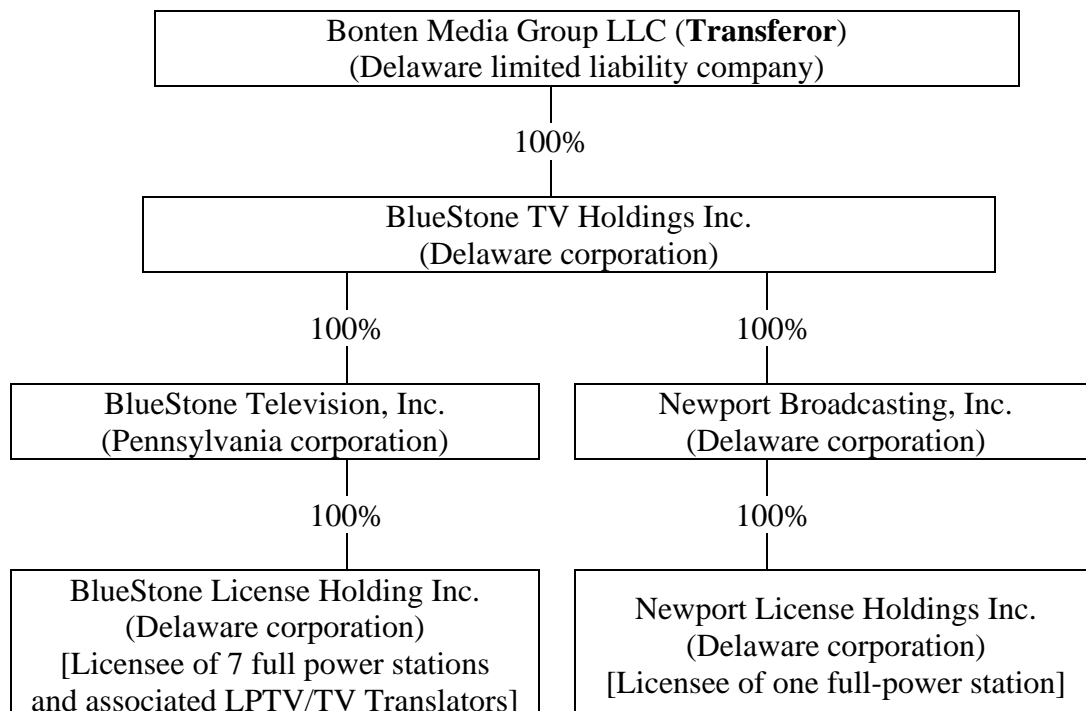 Bonten Media Group LLC (Transferor)
(Delaware limited liability company)
100%
BlueStone TV Holdings Inc.
(Delaware corporation)
100%
100%
BlueStone Television, Inc.
(Pennsylvania corporation)
Newport Broadcasting, Inc.
(Delaware corporation)
100%
100%
BlueStone License Holding Inc.
(Delaware corporation)
[Licensee of 7 full power stations
and associated LPTV/TV Translators]
Newport License Holdings Inc.
(Delaware corporation)
[Licensee of one full-power station]